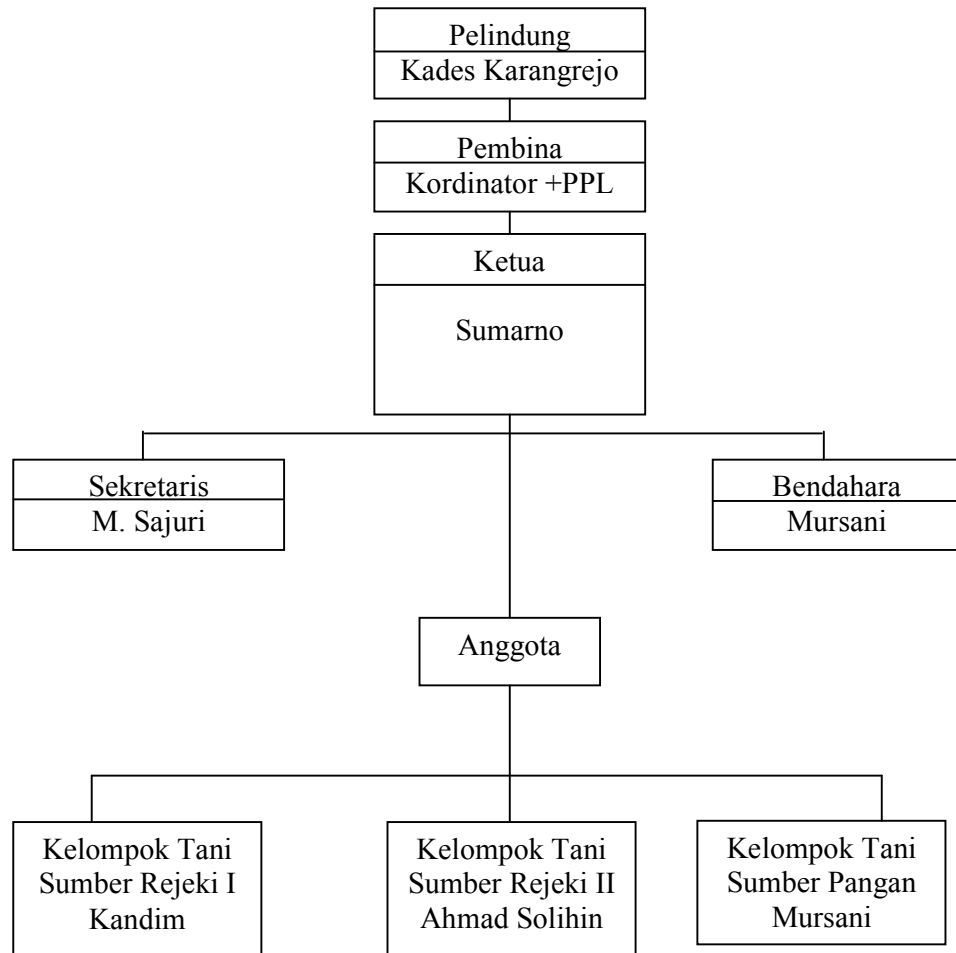 Pelindung
Kades Karangrejo
Pembina
Kordinator +PPL
Ketua
Sumarno
Sekretaris
M. Sajuri
Bendahara
Mursani
Anggota
Kelompok Tani
Sumber Rejeki I
Kandim
Kelompok Tani
Sumber Rejeki II
Ahmad Solihin
Kelompok Tani
Sumber Pangan
Mursani